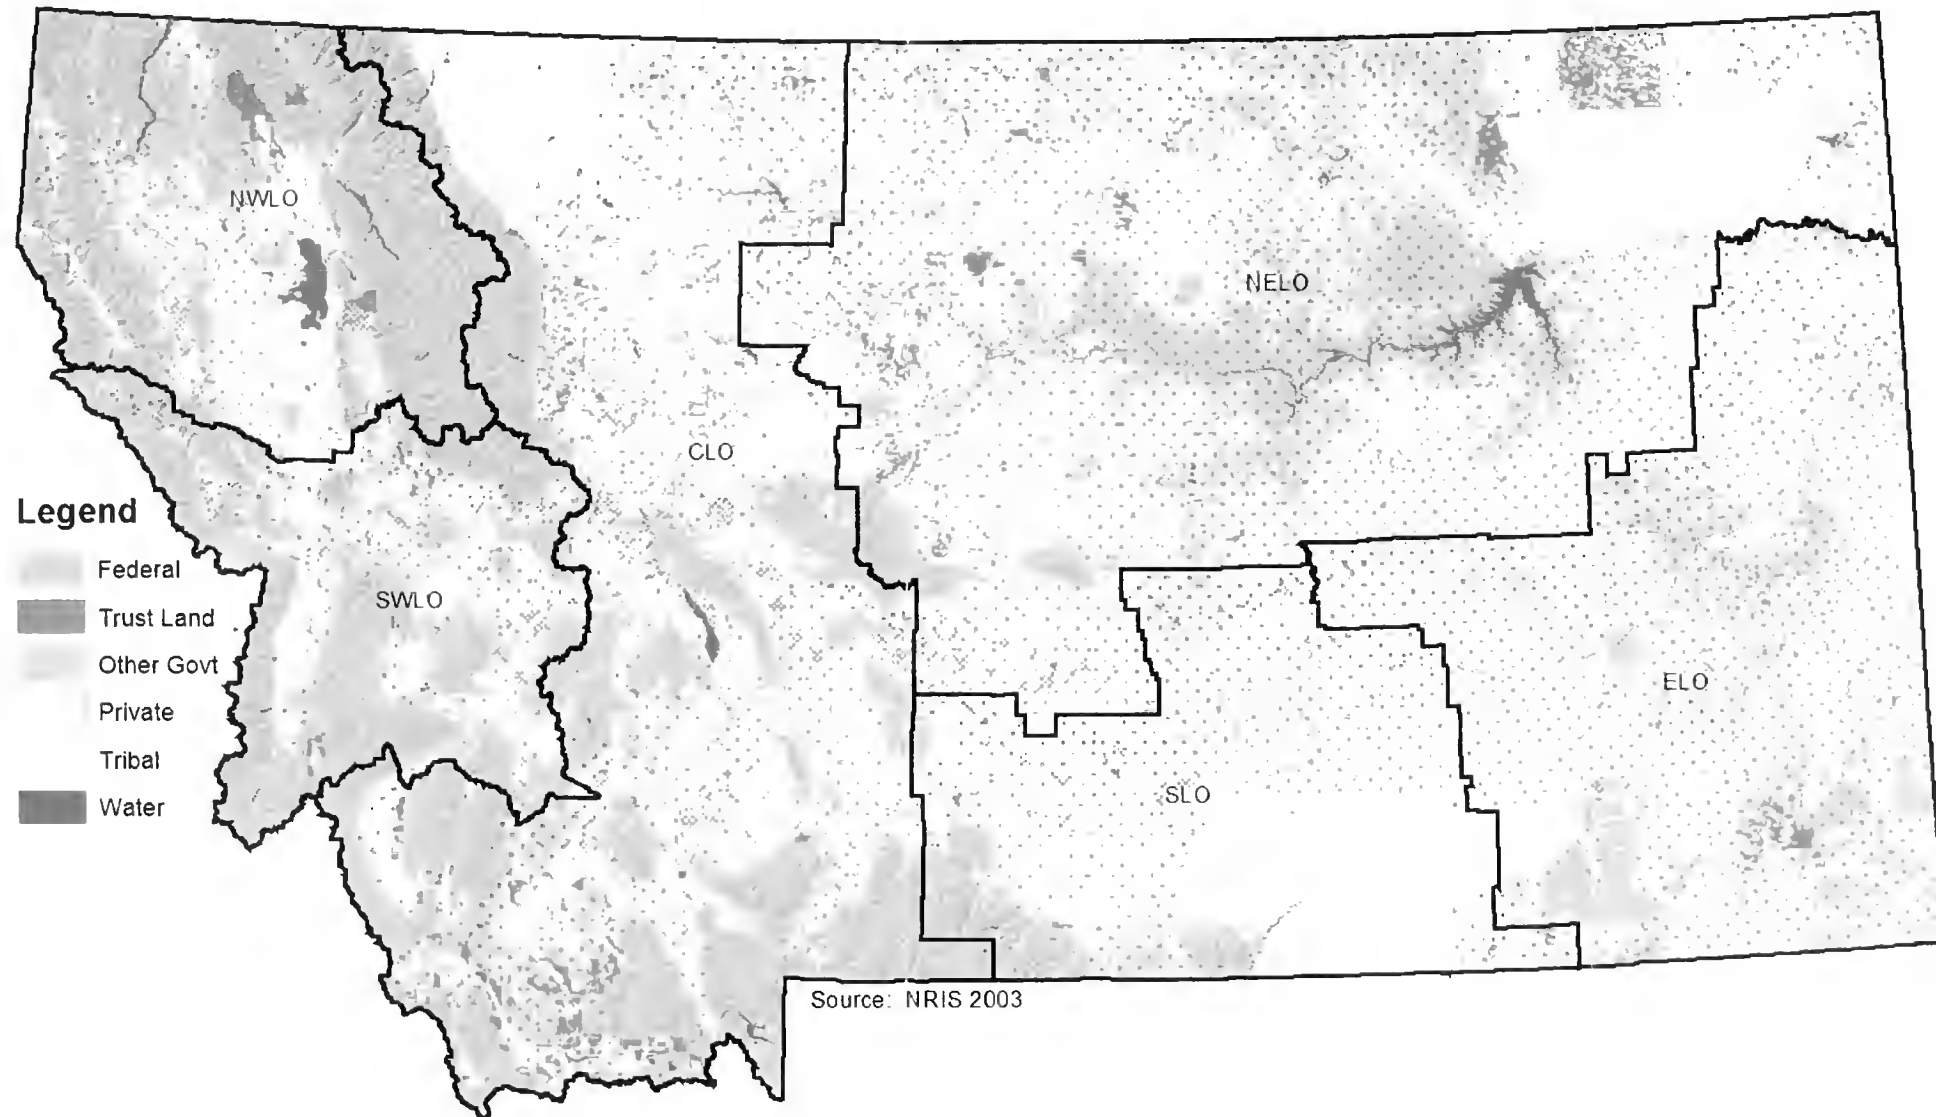 NWLO
NELO
CLO
Legend
Federal
Trust Land
Other Govt
Private
Tribal
Water
SWLO
ELO
SLO
Source: NRIS 2003